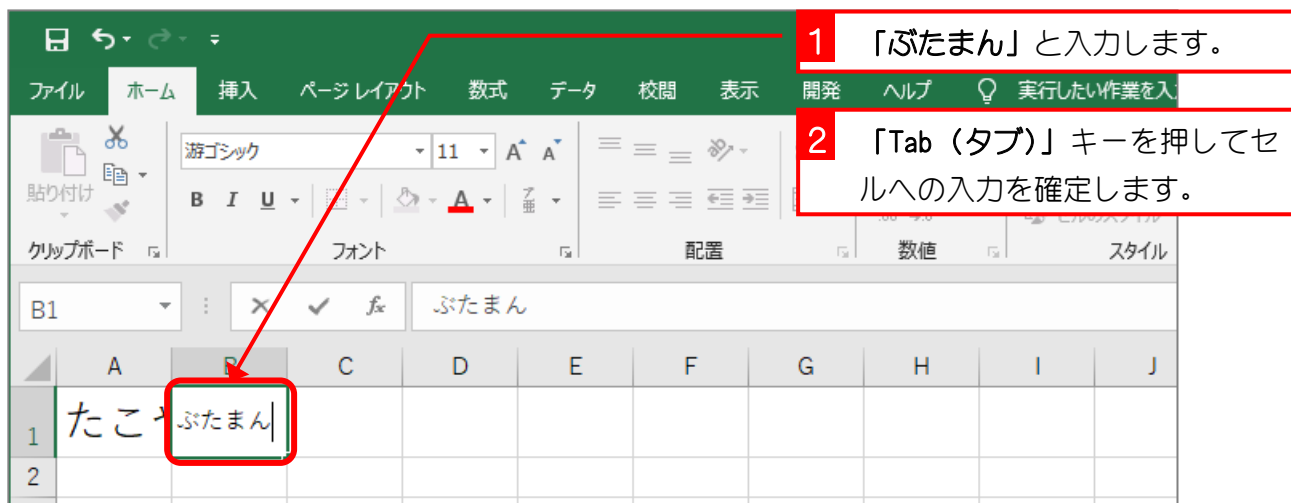 1 「ぶたまん」と入力します。
ファイル ホーム 挿入 ページ レイアウト 数式 データ 校閲 表示 開発 ヘルプ 実行したい作業を入
2 「Tab（タブ）」キーを押してセ
ルへの入力を確定します。
游ゴシック 11 A A
貼り付け B I U A
クリップボード フォント 配置 数値 スタイル
B1 fx ぶたまん
A B C D E F G H I J
1 たこ ぶたまん
2